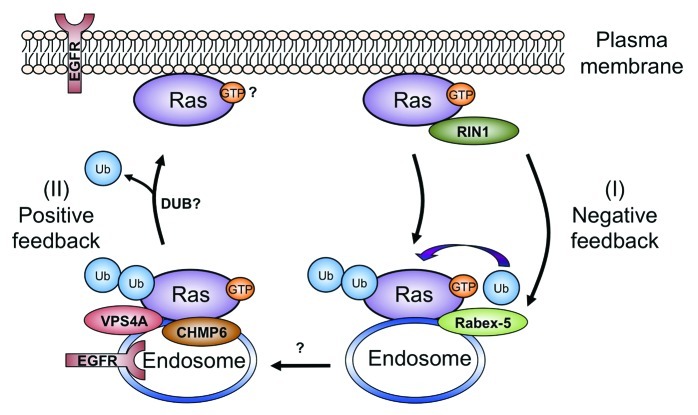 EGFR
Plasma
membrane
Ras
GTP
?
Ras
GTP
RIN1
Ub
DUB?
(II)
Positive
feedback
(I)
Negative
feedback
Ub
Ub
Ras
GTP
VPS4A
CHMP6
EGFR
Endosome
?
Ub
Ub
Ras
GTP
Ub
Rabex-5
Endosome